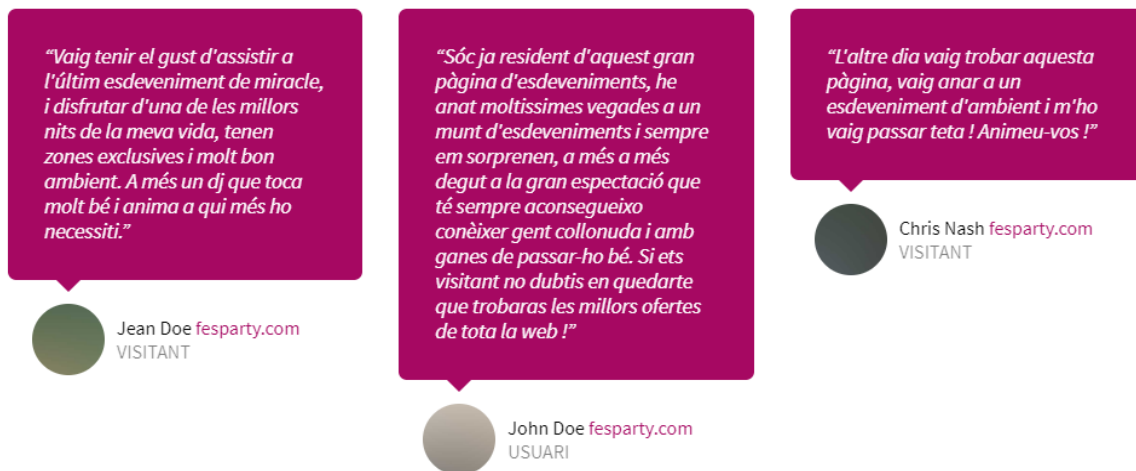 “Vaig tenir el gust d'assistir a
l'últim esdeveniment de miracle,
i disfrutar d'una de les millors
nits de la meva vida, tenen
zones exclusives i molt bon
ambient. A més un dj que toca
molt bé i anima a qui més ho
necessiti.”
Jean Doe fesparty.com
VISITANT
“Sóc ja resident d'aquest gran
pàgina d'esdeveniments, he
anat moltissimes vegades a un
munt d'esdeveniments i sempre
em sorprenen, a més a més
degut a la gran espectació que
té sempre aconsegueixo
conèixer gent collonuda i amb
ganes de passar-ho bé. Si ets
visitant no dubtis en quedarte
que trobaras les millors ofertes
de tota la web !”
John Doe fesparty.com
USUARI
“L'altre dia vaig trobar aquesta
pàgina, vaig anar a un
esdeveniment d'ambient i m'ho
vaig passar teta ! Animeu-vos !”
Chris Nash fesparty.com
VISITANT